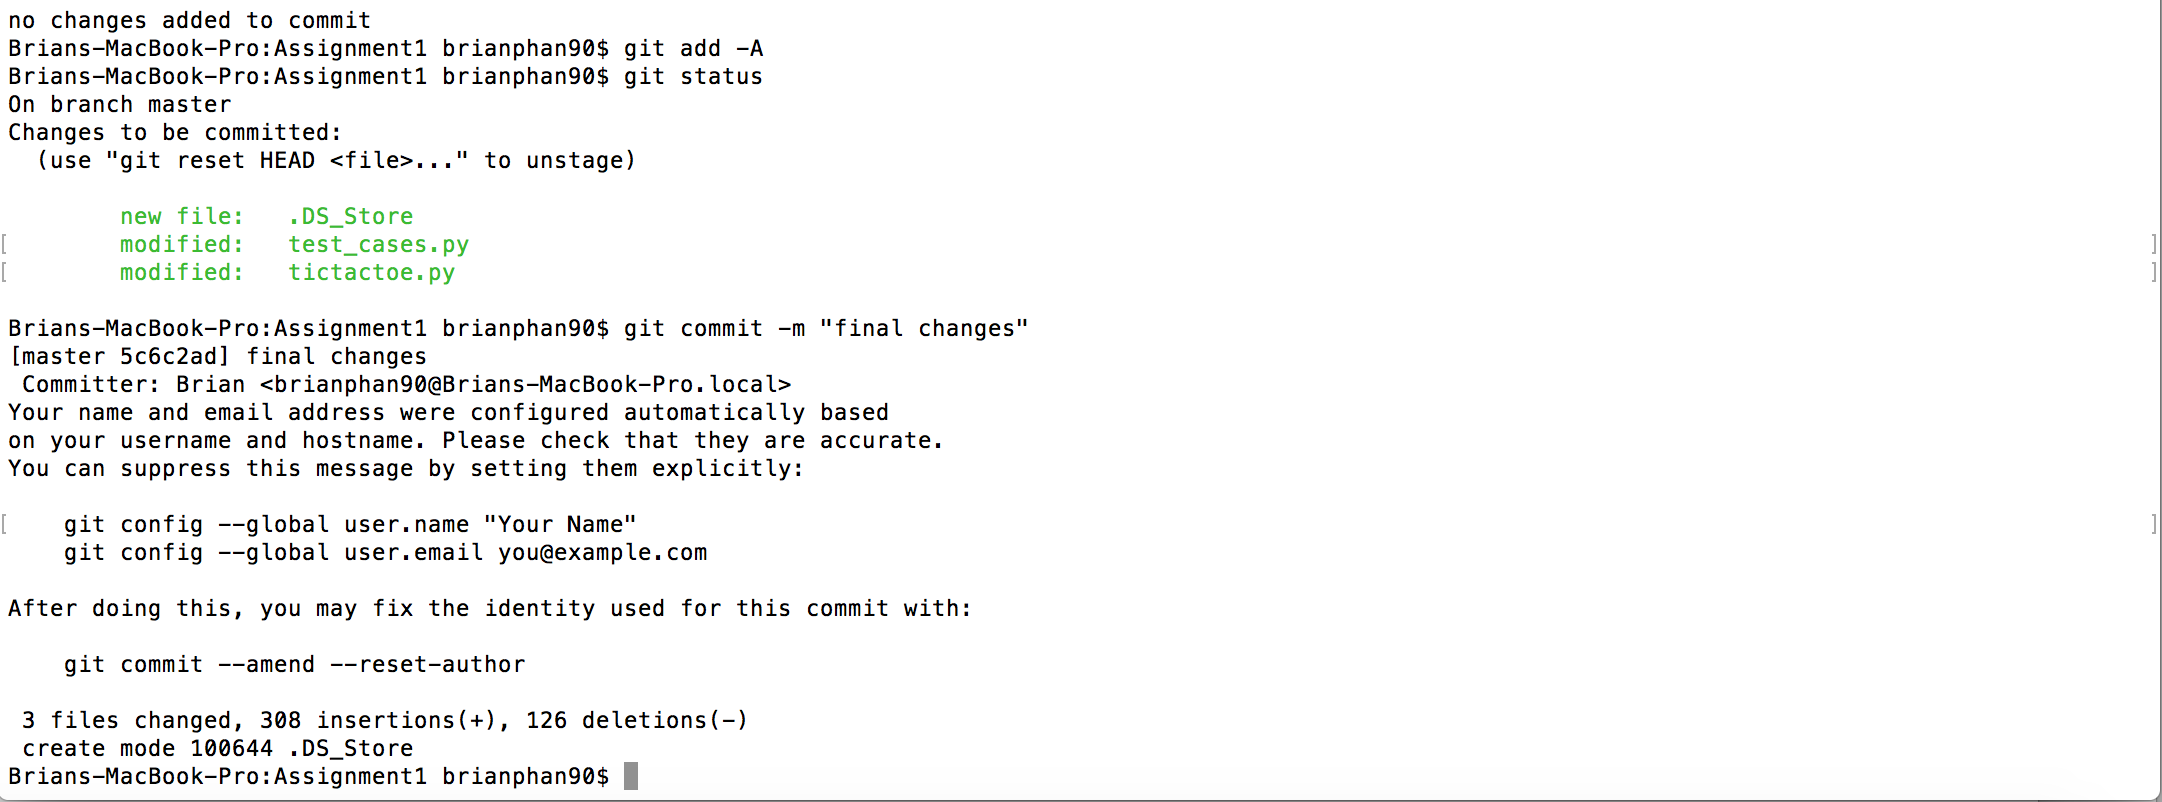 no changes added to commit
Brians-MacBook-Pro:Assignment1 brianphan90$ git add -A
Brians-MacBook-Pro:Assignment1 brianphan90$ git status
On branch master
Changes to be committed:
  (use "git reset HEAD <file>..." to unstage)
        new file:   .DS_Store
[       modified:   test_cases.py ]
[       modified:   tictactoe.py ]
Brians-MacBook-Pro:Assignment1 brianphan90$ git commit -m "final changes"
[master 5c6c2ad] final changes
 Committer: Brian <brianphan90@Brians-MacBook-Pro.local>
Your name and email address were configured automatically based
on your username and hostname. Please check that they are accurate.
You can suppress this message by setting them explicitly:
[   git config --global user.name "Your Name" ]
    git config --global user.email you@example.com
After doing this, you may fix the identity used for this commit with:
    git commit --amend --reset-author
 3 files changed, 308 insertions(+), 126 deletions(-)
 create mode 100644 .DS_Store
Brians-MacBook-Pro:Assignment1 brianphan90$